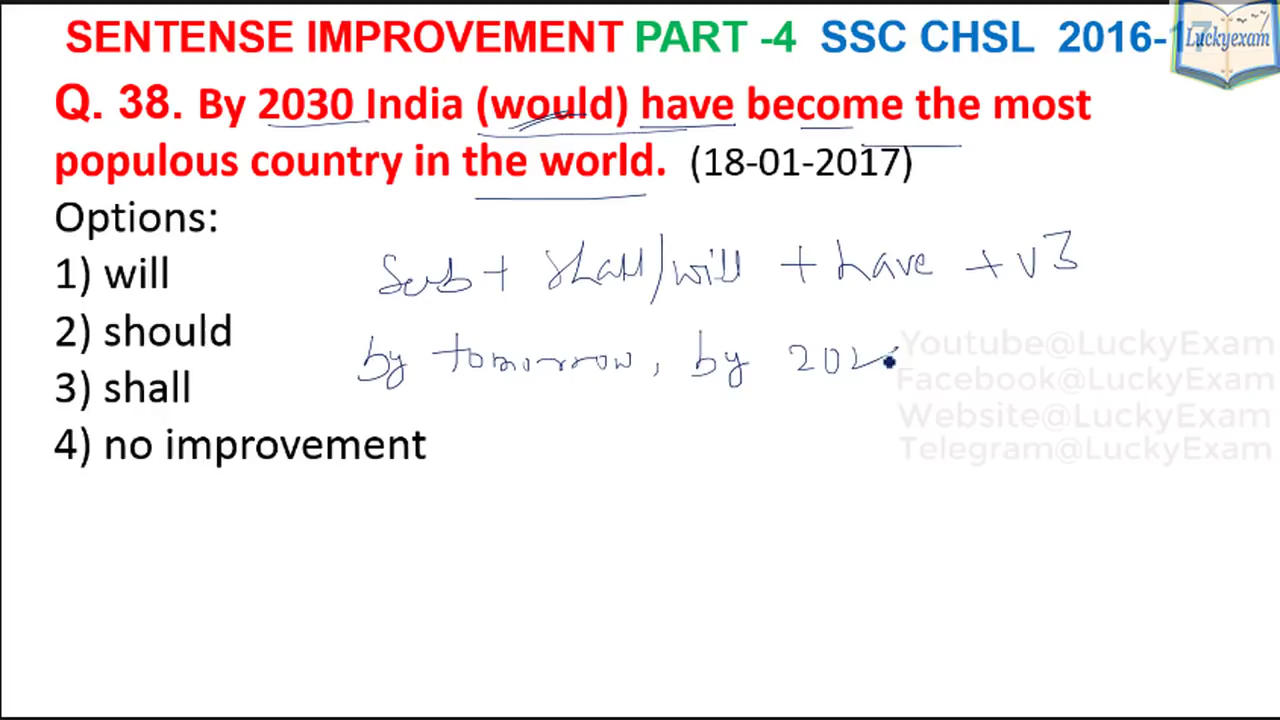 SENTENSE IMPROVEMENT PART -4 SSC CHSL 2016-17
Luckyexam
Q. 38. By 2030 India (would) have become the most
populous country in the world. (18-01-2017)
Options:
1) will
2) should
3) shall
4) no improvement
Sub + shall/will + have + v3
by tomorrow, by 202
Youtube@LuckyExam
Facebook@LuckyExam
Website@LuckyExam
Telegram@LuckyExam